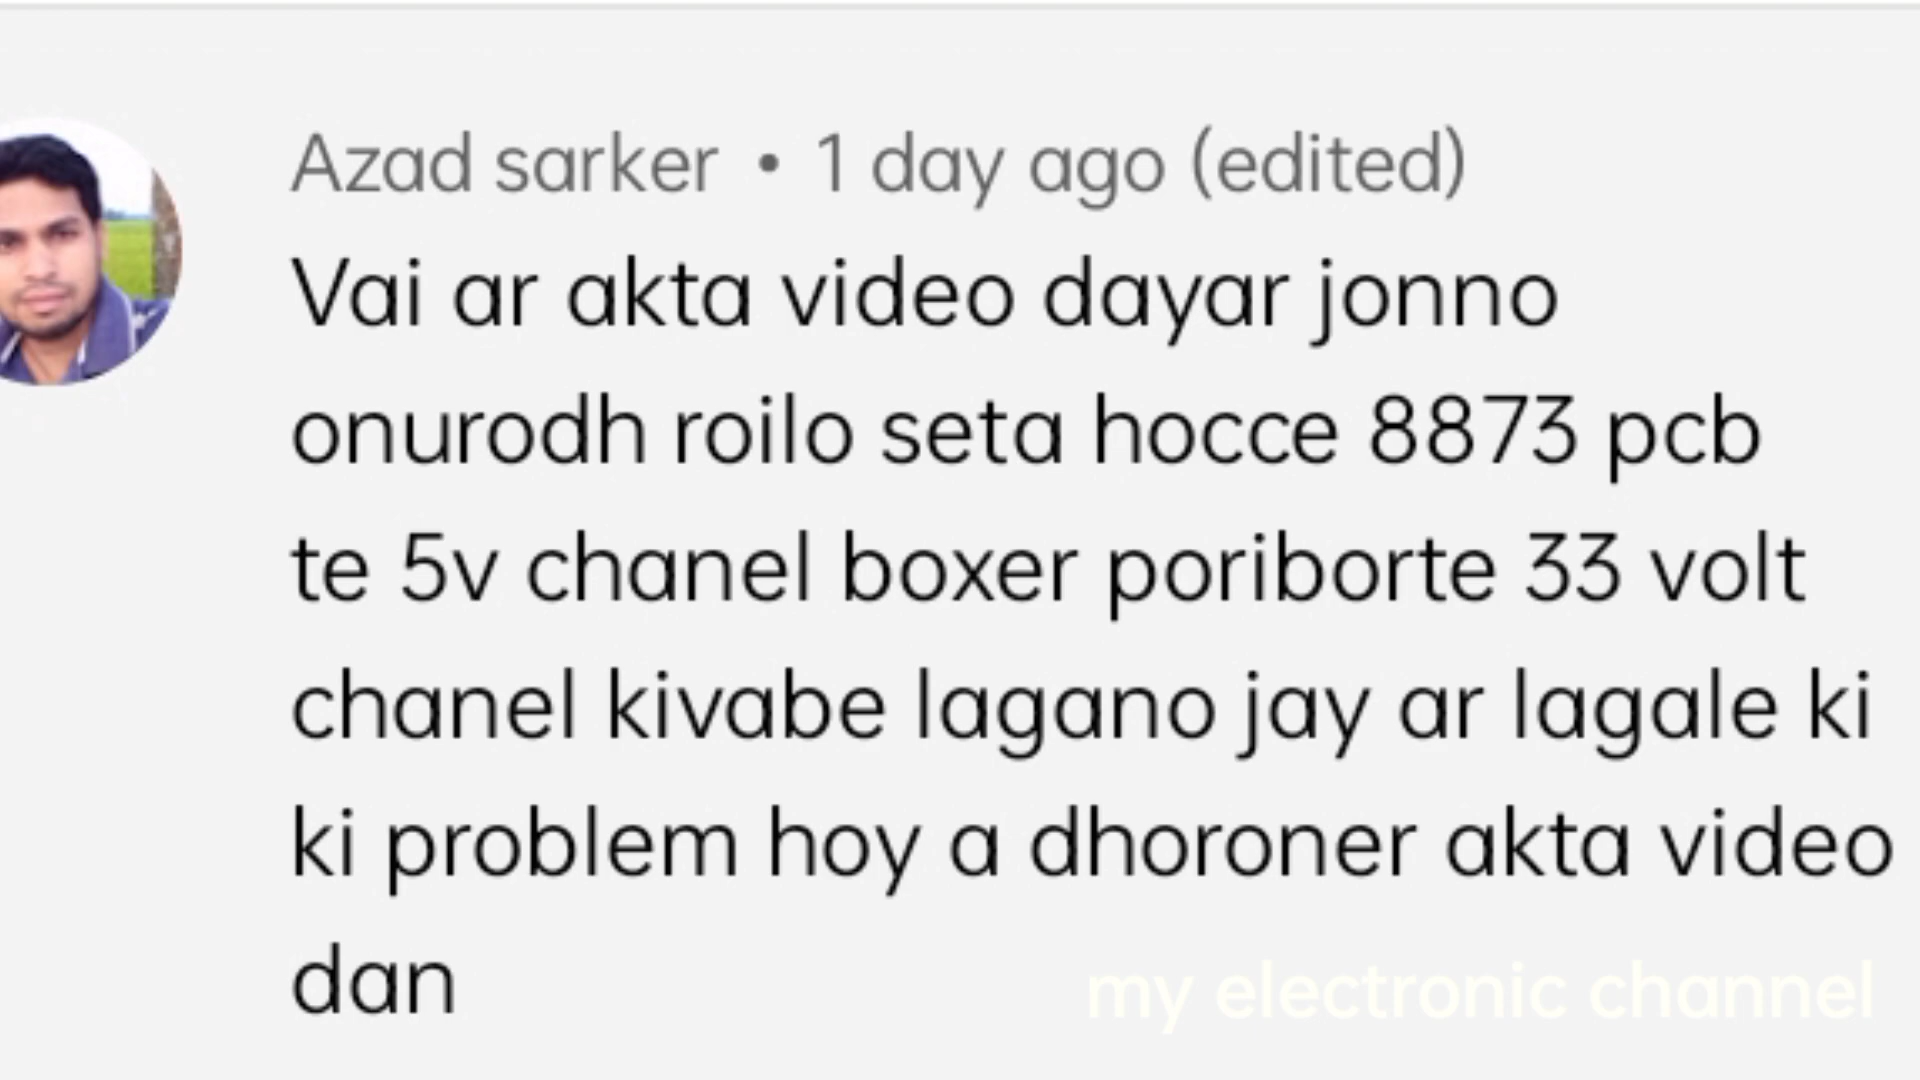 Azad sarker • 1 day ago (edited)
Vai ar akta video dayar jonno
onurodh roilo seta hocce 8873 pcb
te 5v chanel boxer poriborte 33 volt
chanel kivabe lagano jay ar lagale ki
ki problem hoy a dhoroner akta video
dan
my electronic channel